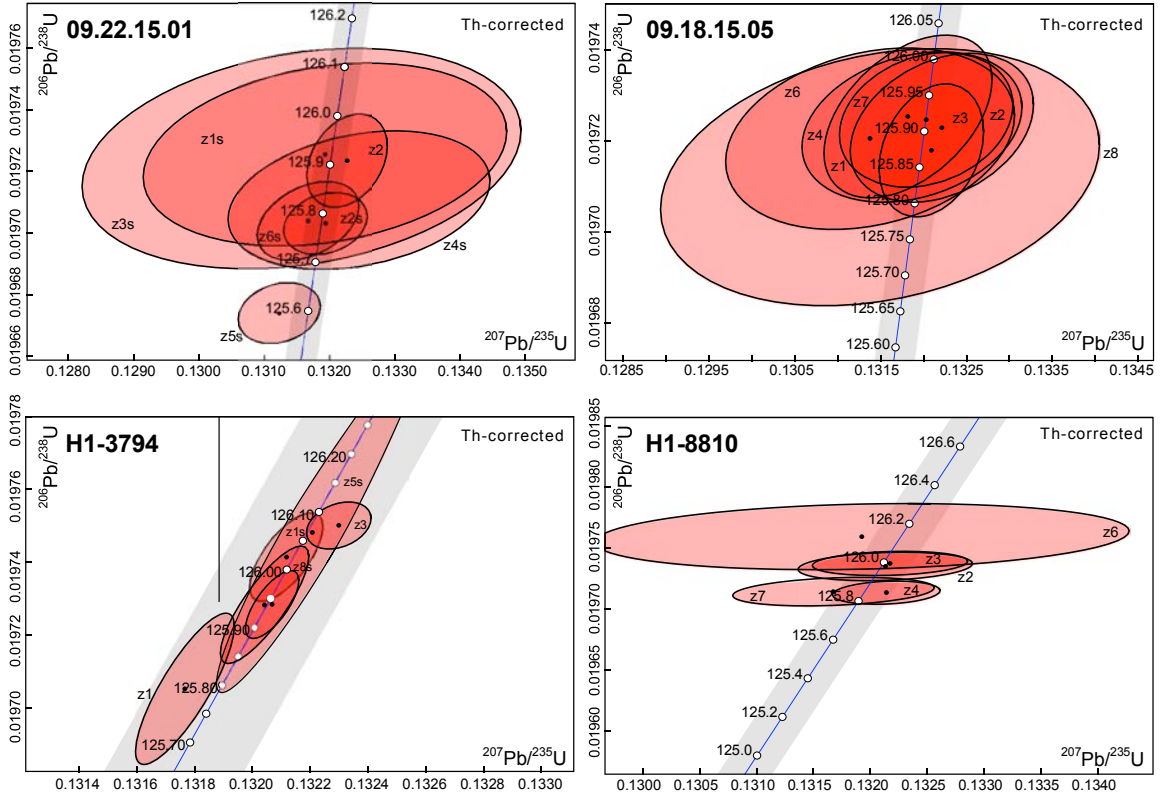 09.22.15.01
Th-corrected
206Pb/238U
0.01976
0.01974
0.01972
0.01970
0.01968
0.01966
126.2
126.1
126.0
125.9
125.8
125.7
125.6
z1s
z2
z3s
z6s
z2s
z4s
z5s
207Pb/235U
0.1280
0.1290
0.1300
0.1310
0.1320
0.1330
0.1340
0.1350
09.18.15.05
Th-corrected
206Pb/238U
0.01974
0.01972
0.01970
0.01968
126.05
126.00
125.95
125.90
125.85
125.80
125.75
125.70
125.65
125.60
z6
z7
z4
z1
z3
z2
z8
207Pb/235U
0.1285
0.1295
0.1305
0.1315
0.1325
0.1335
0.1345
H1-3794
Th-corrected
206Pb/238U
0.01978
0.01976
0.01974
0.01972
0.01970
126.20
126.10
126.00
125.90
125.80
125.70
z5s
z1s
z3
z8s
z1
207Pb/235U
0.1314
0.1316
0.1318
0.1320
0.1322
0.1324
0.1326
0.1328
0.1330
H1-8810
Th-corrected
206Pb/238U
0.01985
0.01980
0.01975
0.01970
0.01965
0.01960
126.6
126.4
126.2
126.0
125.8
125.6
125.4
125.2
125.0
z6
z3
z2
z7
z4
207Pb/235U
0.1300
0.1305
0.1310
0.1315
0.1320
0.1325
0.1330
0.1335
0.1340